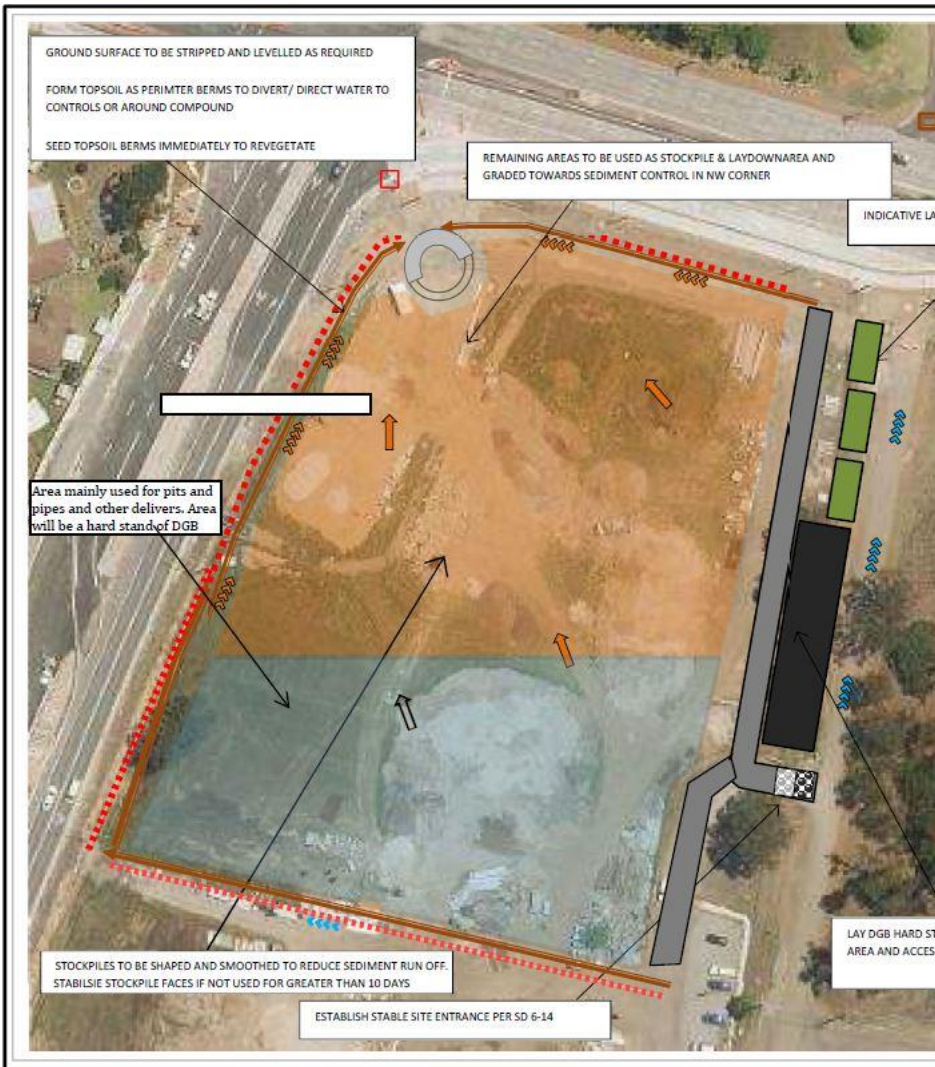 GROUND SURFACE TO BE STRIPPED AND LEVELLED AS REQUIRED
FORM TOPSOIL AS PERIMTER BERMS TO DIVERT/ DIRECT WATER TO
CONTROLS OR AROUND COMPOUND
SEED TOPSOIL BERMS IMMEDIATELY TO REVEGETATE
REMAINING AREAS TO BE USED AS STOCKPILE & LAYDOWNAREA AND
GRADED TOWARDS SEDIMENT CONTROL IN NW CORNER
INDICATIVE LA
Area mainly used for pits and
pipes and other delivers. Area
will be a hard stand of DGB
LAY DGB HARD ST
AREA AND ACCES
STOCKPILES TO BE SHAPED AND SMOOTHED TO REDUCE SEDIMENT RUN OFF.
STABILSIE STOCKPILE FACES IF NOT USED FOR GREATER THAN 10 DAYS
ESTABLISH STABLE SITE ENTRANCE PER SD 6-14